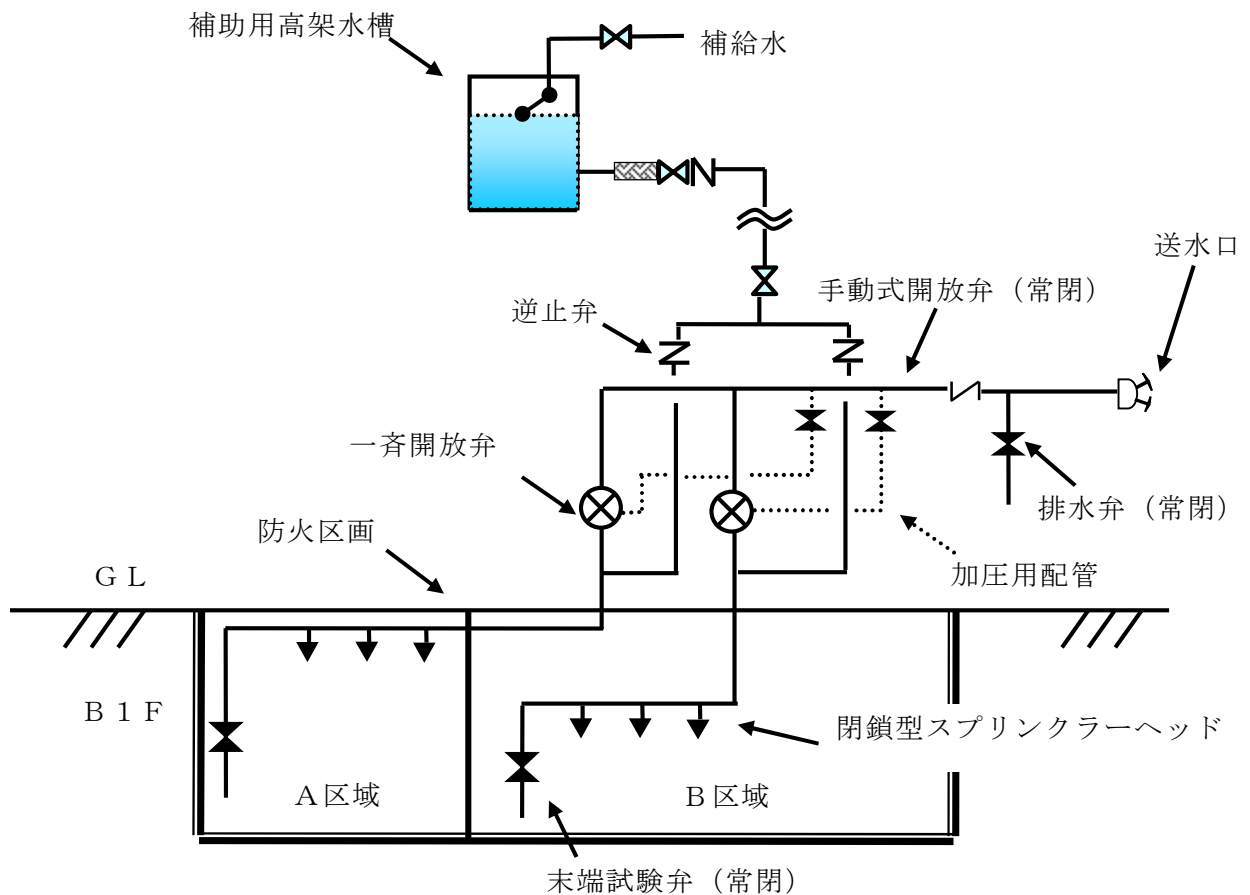 補助用高架水槽
補給水
送水口
手動式開放弁（常閉）
逆止弁
一斉開放弁
排水弁（常閉）
防火区画
加圧用配管
ＧＬ
Ｂ１Ｆ
閉鎖型スプリンクラーヘッド
Ａ区域
Ｂ区域
末端試験弁（常閉）